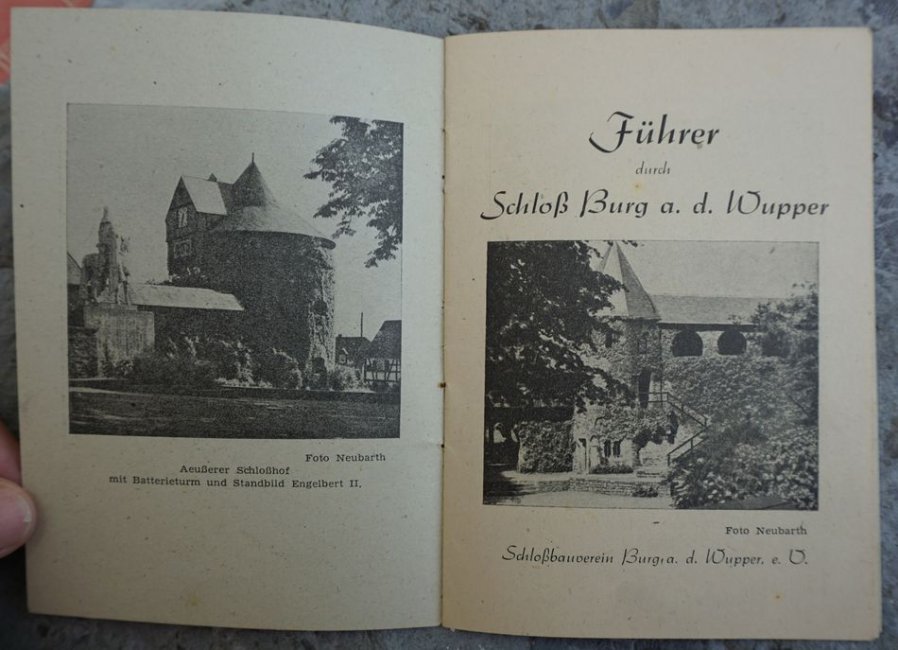 Foto Neubarth
Aeußerer Schloßhof
mit Batterieturm und Standbild Engelbert II.
Führer
durch
Schloß Burg a. d. Wupper
Foto Neubarth
Schloßbauverein Burg, a. d. Wupper, e. V.